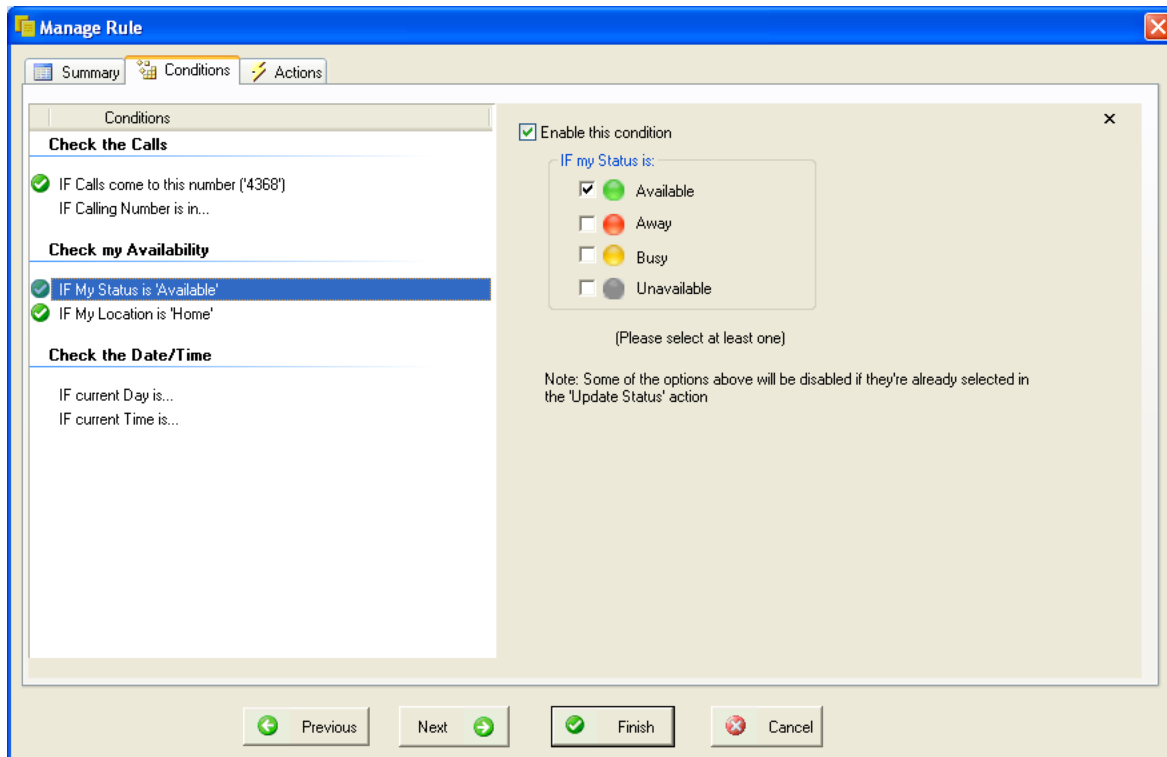 Manage Rule
Summary
Conditions
Actions
Conditions
Check the Calls
IF Calls come to this number ('4368')
IF Calling Number is in...
Check my Availability
IF My Status is 'Available'
IF My Location is 'Home'
Check the Date/Time
IF current Day is...
IF current Time is...
Enable this condition
IF my Status is:
Available
Away
Busy
Unavailable
(Please select at least one)
Note: Some of the options above will be disabled if they're already selected in
the 'Update Status' action
Previous
Next
Finish
Cancel